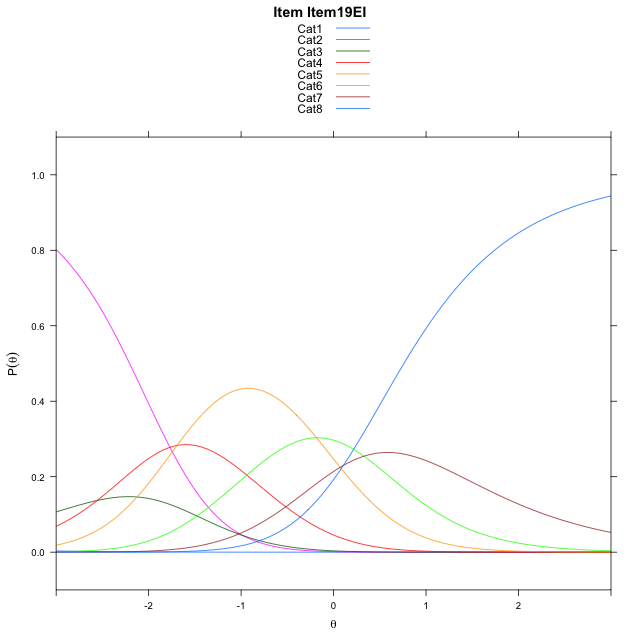 Item Item19EI
Cat1
Cat2
Cat3
Cat4
Cat5
Cat6
Cat7
Cat8
1.0
0.8
0.6
0.4
0.2
0.0
P(θ)
-2 -1 0 1 2
θ